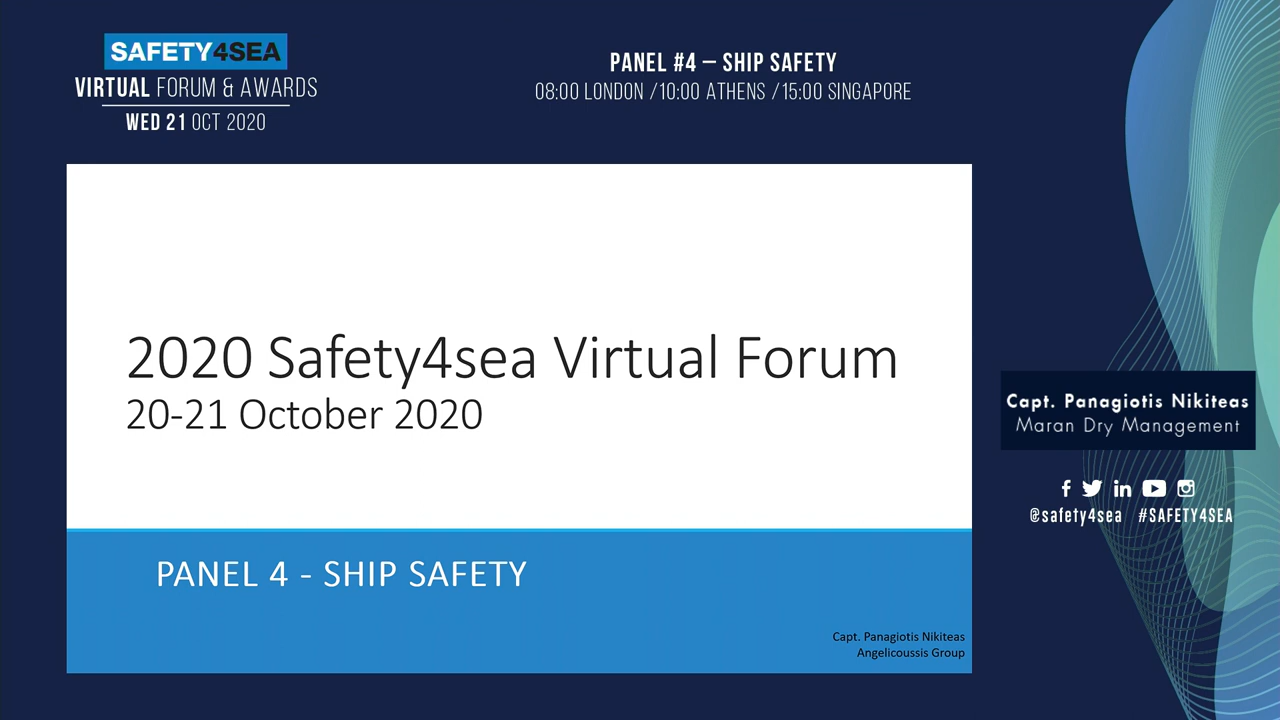 SAFETY4SEA
VIRTUAL FORUM & AWARDS
WED 21 OCT 2020
PANEL #4 – SHIP SAFETY
08:00 LONDON /10:00 ATHENS /15:00 SINGAPORE
2020 Safety4sea Virtual Forum
20-21 October 2020
PANEL 4 - SHIP SAFETY
Capt. Panagiotis Nikiteas
Angelicoussis Group
Capt. Panagiotis Nikiteas
Maran Dry Management
@safety4sea #SAFETY4SEA